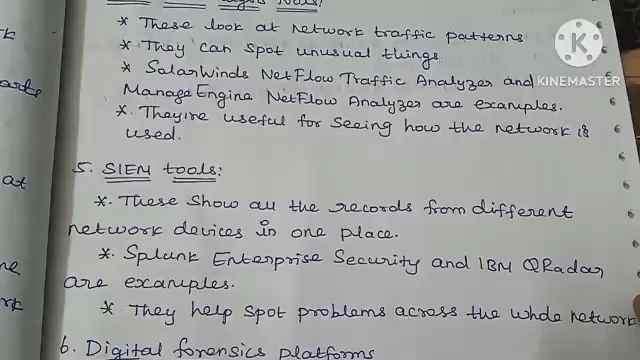 * These look at network traffic patterns
* They can spot unusual things.
* SolarWinds NetFlow Traffic Analyzer and
ManageEngine NetFlow Analyzer are examples.
* They're useful for seeing how the network is
used.
5. SIEM tools:
* These show all the records from different
network devices in one place.
* Splunk Enterprise Security and IBM QRadar
are examples.
* They help spot problems across the whole network
6. Digital forensics platforms
at
KINEMASTER